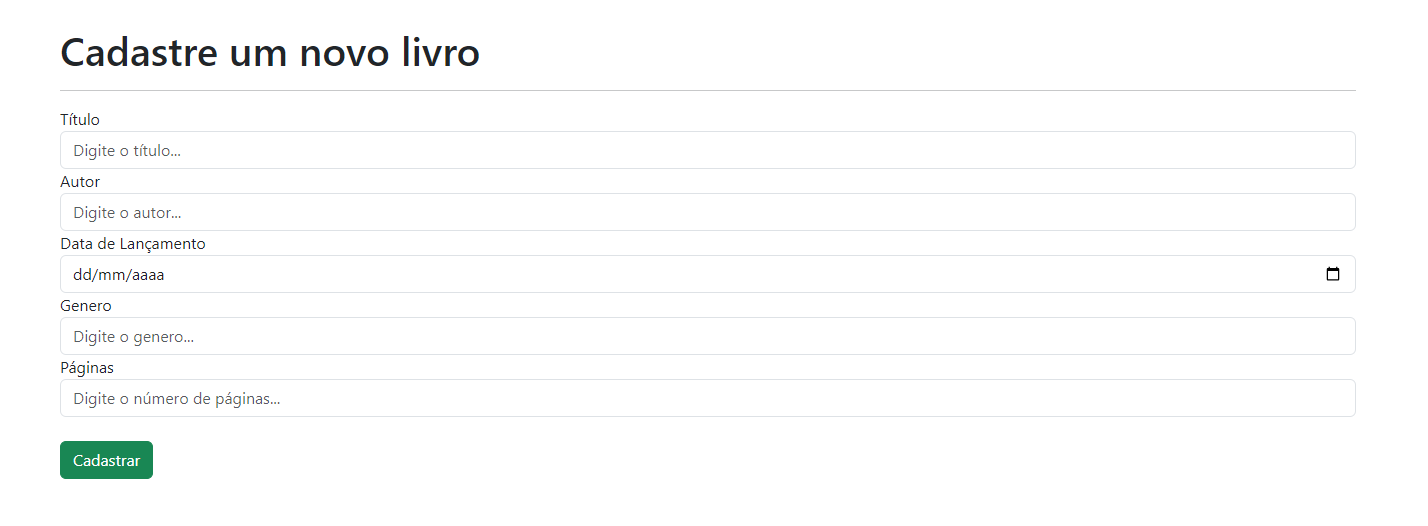 Cadastre um novo livro
Título
Digite o título...
Autor
Digite o autor...
Data de Lançamento
dd/mm/aaaa
Genero
Digite o genero...
Páginas
Digite o número de páginas...
Cadastrar